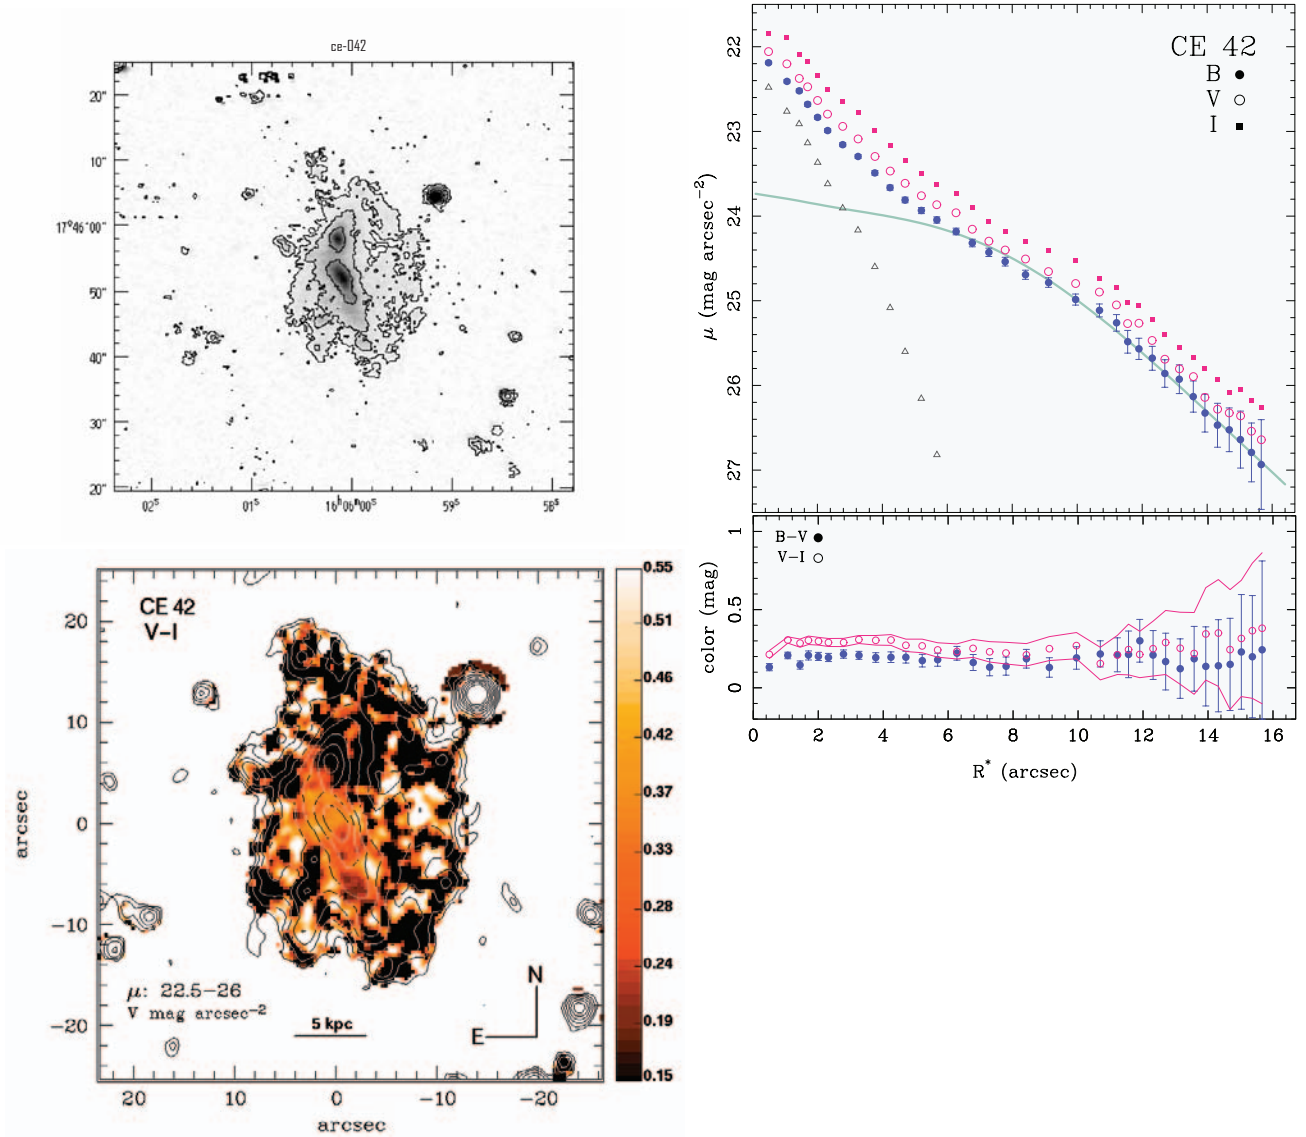 ce-042
20"
10"
17°46'00"
50"
40"
30"
20"
02ˢ
01ˢ
16ʰ06ᵐ00ˢ
59ˢ
58ˢ
CE 42
B
V
I
22
23
24
25
26
27
μ (mag arcsec⁻²)
B-V
V-I
1
0.5
0
color (mag)
0
2
4
6
8
10
12
14
16
R* (arcsec)
CE 42
V-I
20
10
0
-10
-20
arcsec
μ: 22.5-26
V mag arcsec⁻²
5 kpc
N
E
20
10
0
-10
-20
arcsec
0.55
0.51
0.46
0.42
0.37
0.33
0.28
0.24
0.19
0.15